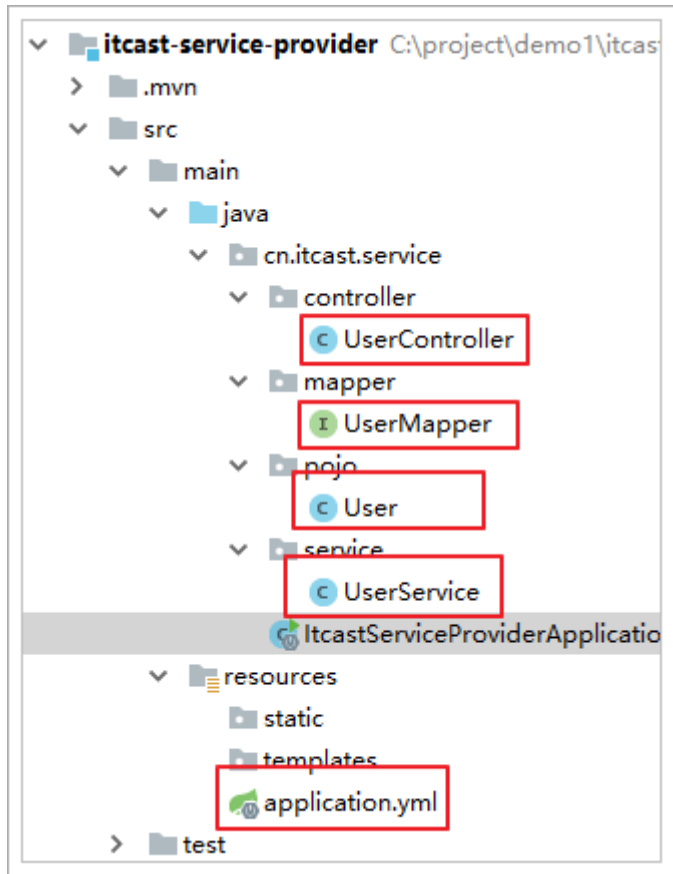 itcast-service-provider C:\project\demo1\itcas
.mvn
src
main
java
cn.itcast.service
controller
UserController
mapper
UserMapper
pojo
User
service
UserService
ItcastServiceProviderApplicatio
resources
static
templates
application.yml
test